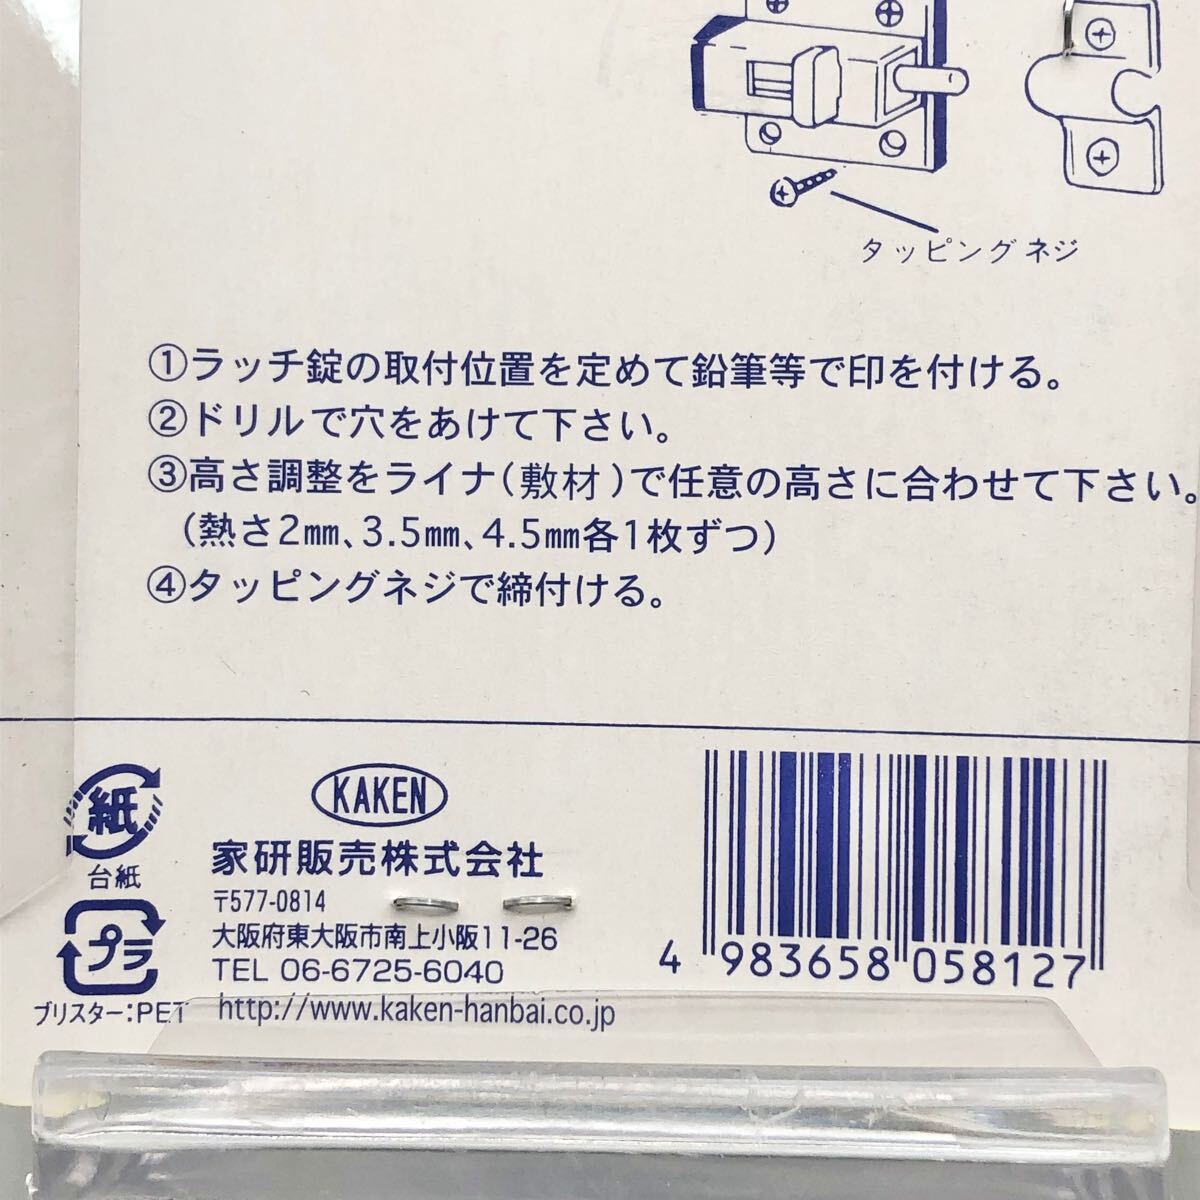 タッピングネジ
①ラッチ錠の取付位置を定めて鉛筆等で印を付ける。
②ドリルで穴をあけて下さい。
③高さ調整をライナ(敷材)で任意の高さに合わせて下さい。
(熱さ2㎜、3.5㎜、4.5㎜各1枚ずつ)
④タッピングネジで締付ける。
紙
台紙
プラ
ブリスター:PET
KAKEN
家研販売株式会社
〒577-0814
大阪府東大阪市南上小阪11-26
TEL 06-6725-6040
http://www.kaken-hanbai.co.jp
4 983658 058127